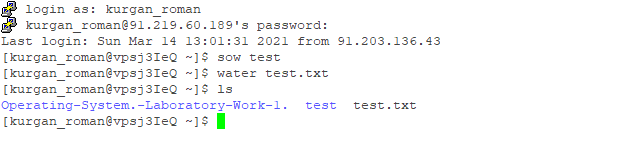 login as: kurgan_roman
kurgan_roman@91.219.60.189's password:
Last login: Sun Mar 14 13:01:31 2021 from 91.203.136.43
[kurgan_roman@vpsj3IeQ ~]$ sow test
[kurgan_roman@vpsj3IeQ ~]$ water test.txt
[kurgan_roman@vpsj3IeQ ~]$ ls
Operating-System.-Laboratory-Work-1.  test  test.txt
[kurgan_roman@vpsj3IeQ ~]$